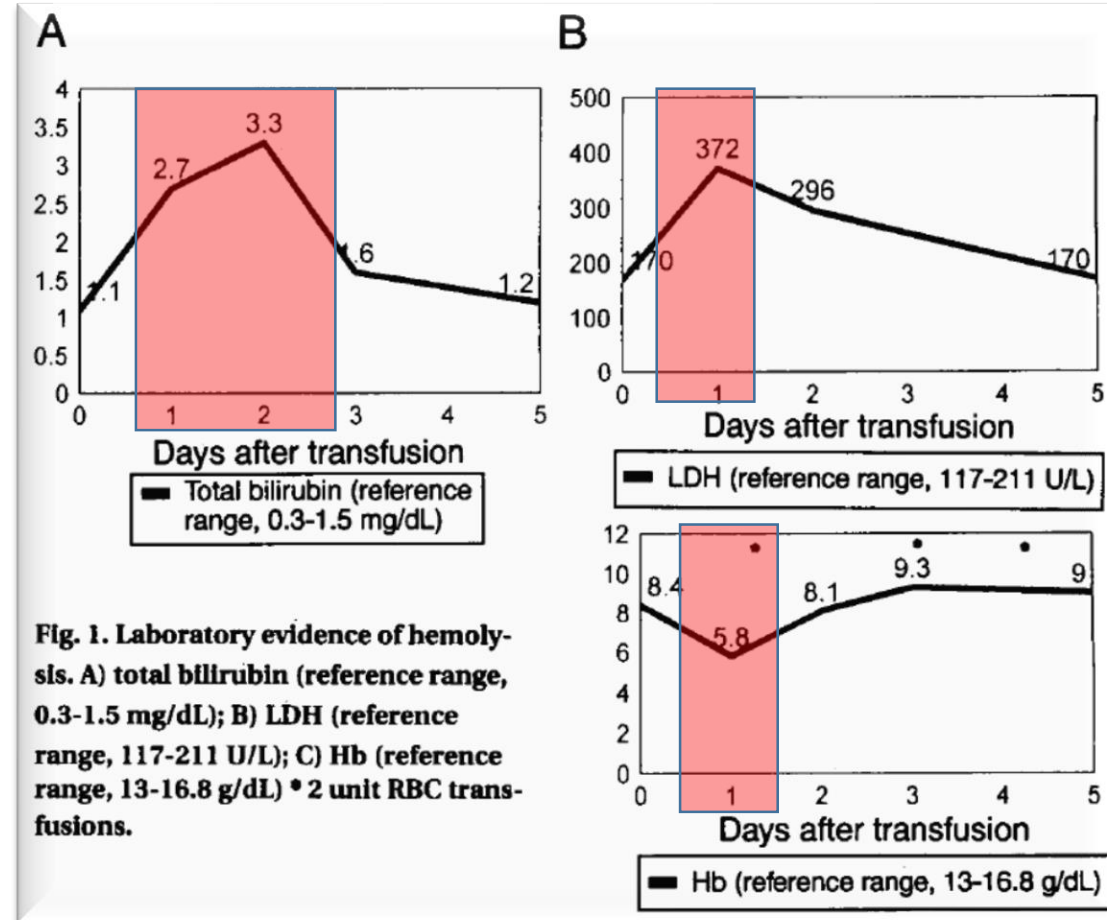 A
4
3.5
3
2.5
2
1.5
1
0.5
0
3.3
2.7
1.1
.6
1.2
0 1 2 3 4 5
Days after transfusion
Total bilirubin (reference
range, 0.3-1.5 mg/dL)
B
500
400
300
200
100
0
372
296
170
170
0 1 2 3 4 5
Days after transfusion
LDH (reference range, 117-211 U/L)
12
10
8
6
4
2
0
8.4
5.8
8.1
9.3
9
0 1 2 3 4 5
Days after transfusion
Hb (reference range, 13-16.8 g/dL)
Fig. 1. Laboratory evidence of hemoly-
sis. A) total bilirubin (reference range,
0.3-1.5 mg/dL); B) LDH (reference
range, 117-211 U/L); C) Hb (reference
range, 13-16.8 g/dL) • 2 unit RBC trans-
fusions.